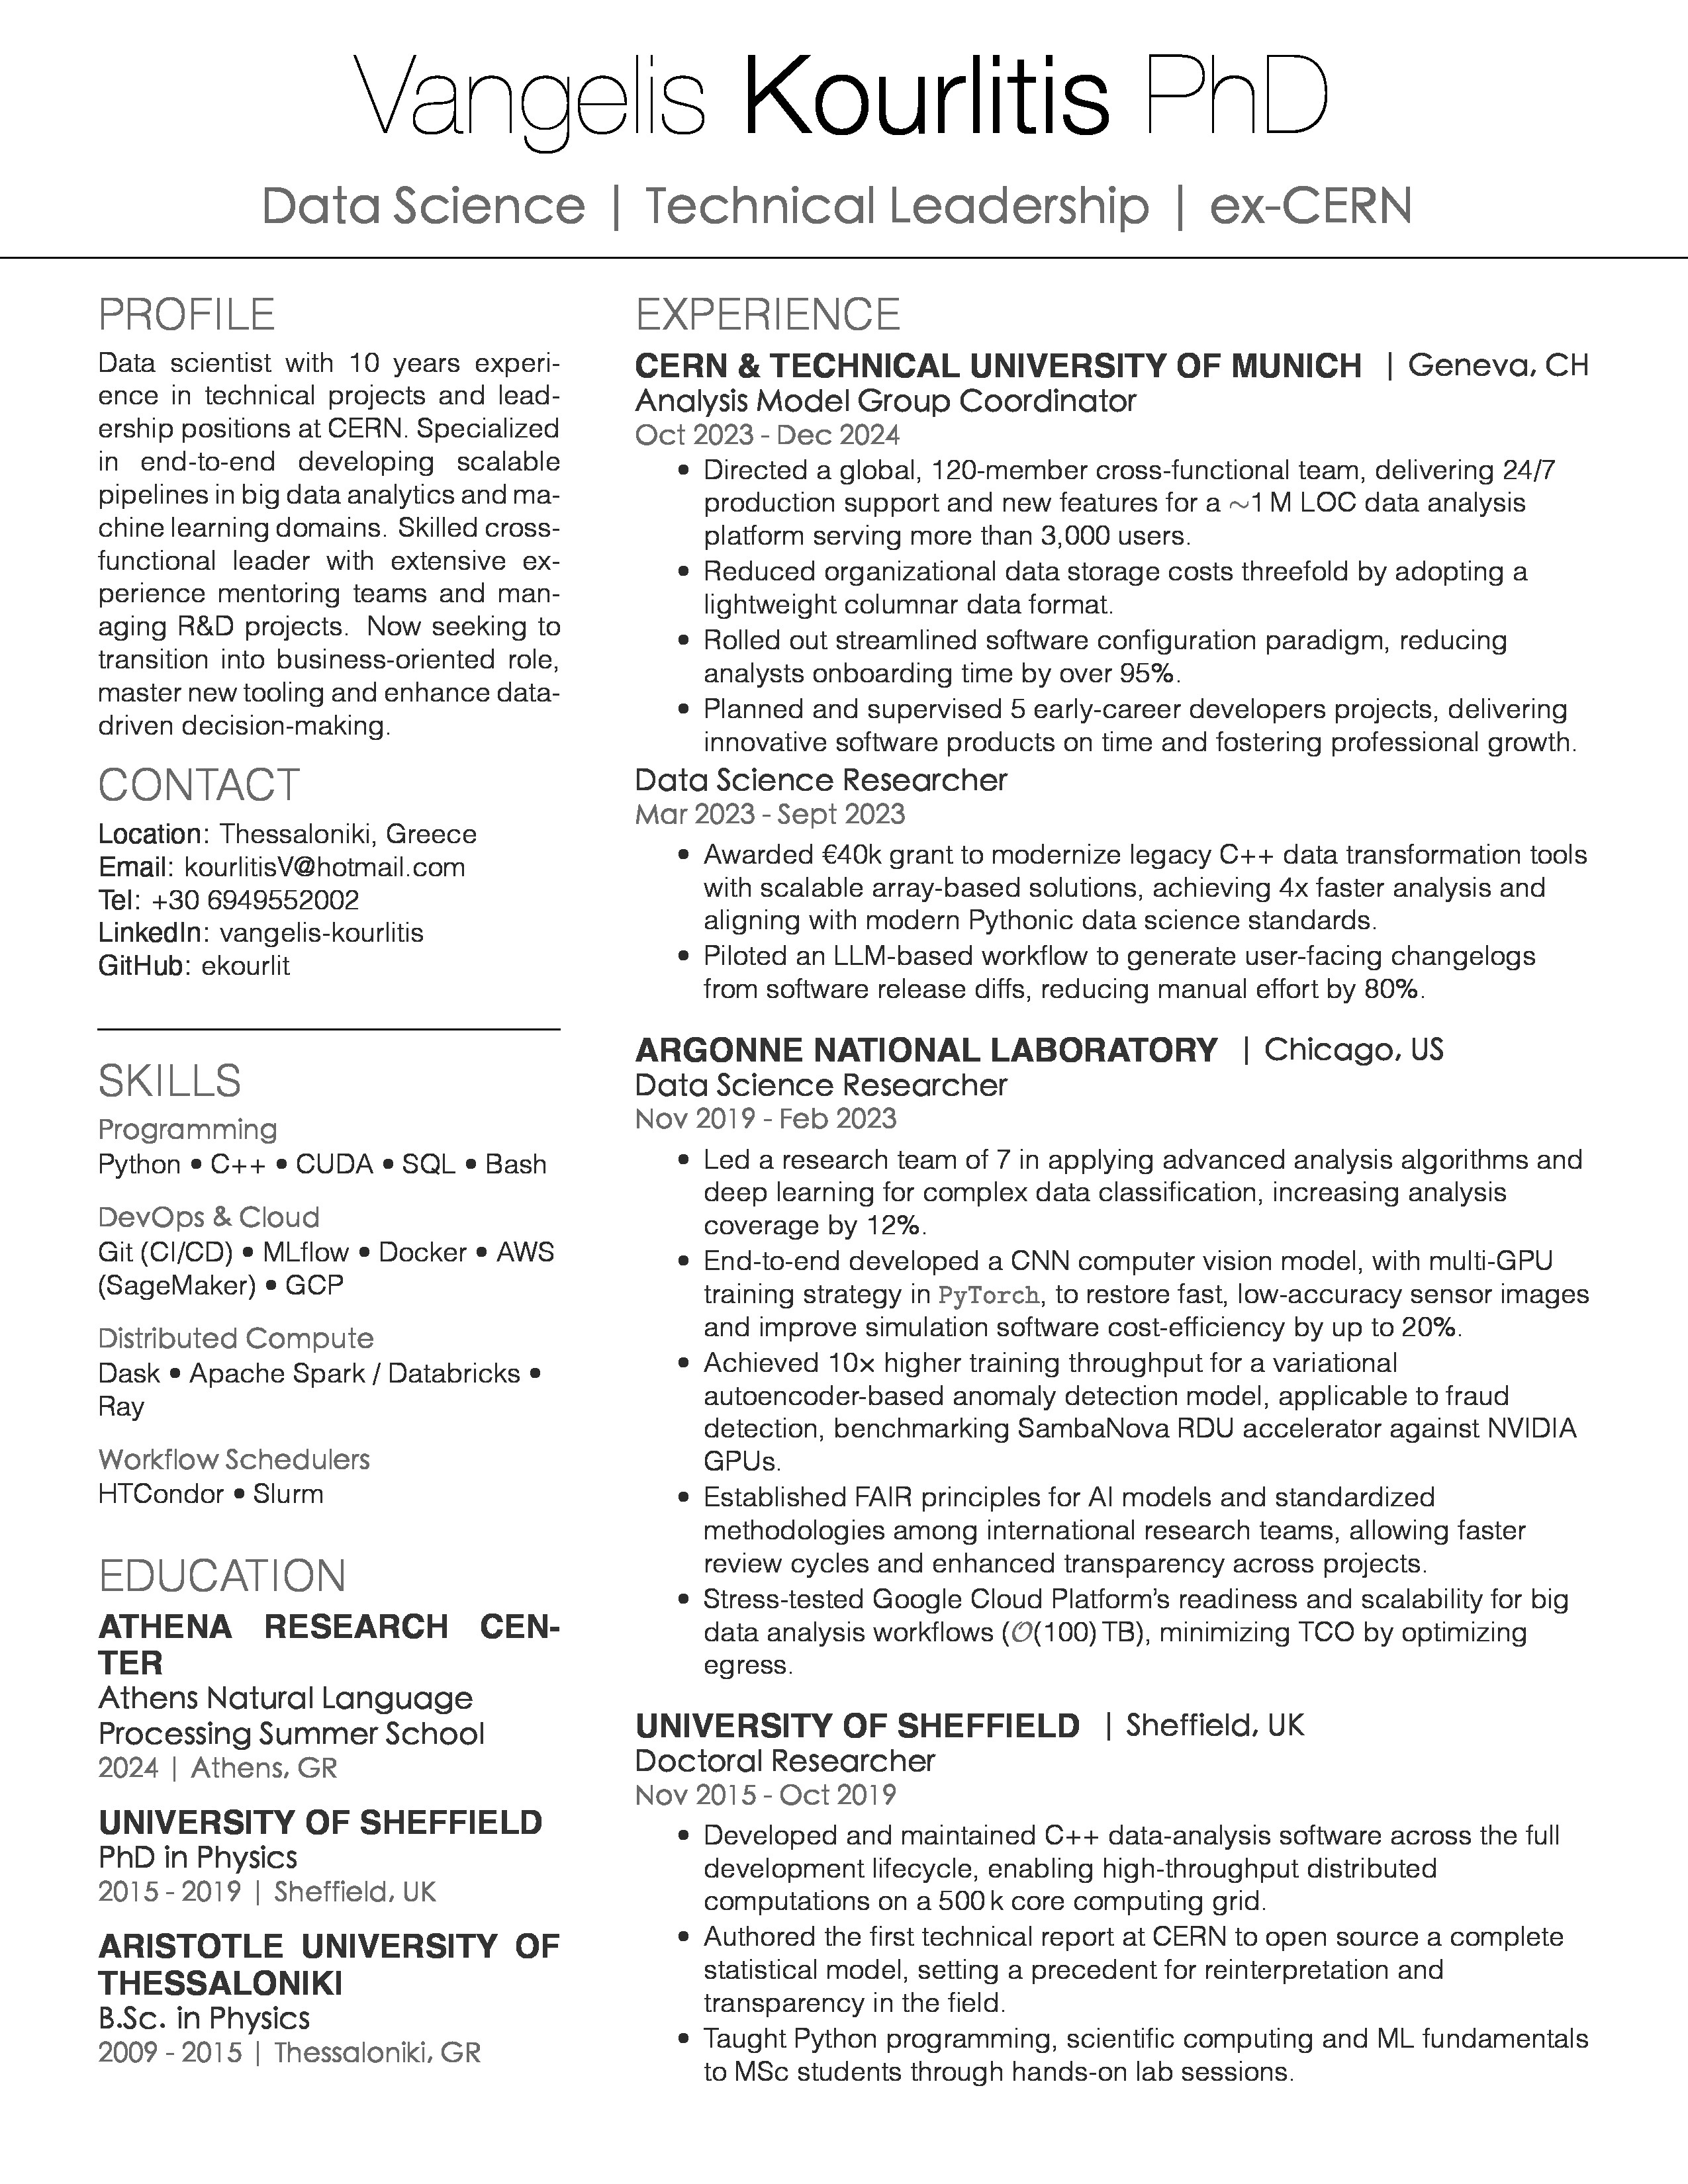 Vangelis Kourlitis PhD
Data Science | Technical Leadership | ex-CERN
PROFILE
Data scientist with 10 years experi-
ence in technical projects and lead-
ership positions at CERN. Specialized
in end-to-end developing scalable
pipelines in big data analytics and ma-
chine learning domains. Skilled cross-
functional leader with extensive ex-
perience mentoring teams and man-
aging R&D projects. Now seeking to
transition into business-oriented role,
master new tooling and enhance data-
driven decision-making.
CONTACT
Location: Thessaloniki, Greece
Email: kourlitisV@hotmail.com
Tel: +30 6949552002
LinkedIn: vangelis-kourlitis
GitHub: ekourlit
SKILLS
Programming
Python • C++ • CUDA • SQL • Bash
DevOps & Cloud
Git (CI/CD) • MLflow • Docker • AWS
(SageMaker) • GCP
Distributed Compute
Dask • Apache Spark / Databricks •
Ray
Workflow Schedulers
HTCondor • Slurm
EDUCATION
ATHENA RESEARCH CEN-
TER
Athens Natural Language
Processing Summer School
2024 | Athens, GR
UNIVERSITY OF SHEFFIELD
PhD in Physics
2015 - 2019 | Sheffield, UK
ARISTOTLE UNIVERSITY OF
THESSALONIKI
B.Sc. in Physics
2009 - 2015 | Thessaloniki, GR
EXPERIENCE
CERN & TECHNICAL UNIVERSITY OF MUNICH | Geneva, CH
Analysis Model Group Coordinator
Oct 2023 - Dec 2024
• Directed a global, 120-member cross-functional team, delivering 24/7
production support and new features for a ~1 M LOC data analysis
platform serving more than 3,000 users.
• Reduced organizational data storage costs threefold by adopting a
lightweight columnar data format.
• Rolled out streamlined software configuration paradigm, reducing
analysts onboarding time by over 95%.
• Planned and supervised 5 early-career developers projects, delivering
innovative software products on time and fostering professional growth.
Data Science Researcher
Mar 2023 - Sept 2023
• Awarded €40k grant to modernize legacy C++ data transformation tools
with scalable array-based solutions, achieving 4x faster analysis and
aligning with modern Pythonic data science standards.
• Piloted an LLM-based workflow to generate user-facing changelogs
from software release diffs, reducing manual effort by 80%.
ARGONNE NATIONAL LABORATORY | Chicago, US
Data Science Researcher
Nov 2019 - Feb 2023
• Led a research team of 7 in applying advanced analysis algorithms and
deep learning for complex data classification, increasing analysis
coverage by 12%.
• End-to-end developed a CNN computer vision model, with multi-GPU
training strategy in PyTorch, to restore fast, low-accuracy sensor images
and improve simulation software cost-efficiency by up to 20%.
• Achieved 10× higher training throughput for a variational
autoencoder-based anomaly detection model, applicable to fraud
detection, benchmarking SambaNova RDU accelerator against NVIDIA
GPUs.
• Established FAIR principles for AI models and standardized
methodologies among international research teams, allowing faster
review cycles and enhanced transparency across projects.
• Stress-tested Google Cloud Platform's readiness and scalability for big
data analysis workflows (𝒪(100) TB), minimizing TCO by optimizing
egress.
UNIVERSITY OF SHEFFIELD | Sheffield, UK
Doctoral Researcher
Nov 2015 - Oct 2019
• Developed and maintained C++ data-analysis software across the full
development lifecycle, enabling high-throughput distributed
computations on a 500 k core computing grid.
• Authored the first technical report at CERN to open source a complete
statistical model, setting a precedent for reinterpretation and
transparency in the field.
• Taught Python programming, scientific computing and ML fundamentals
to MSc students through hands-on lab sessions.